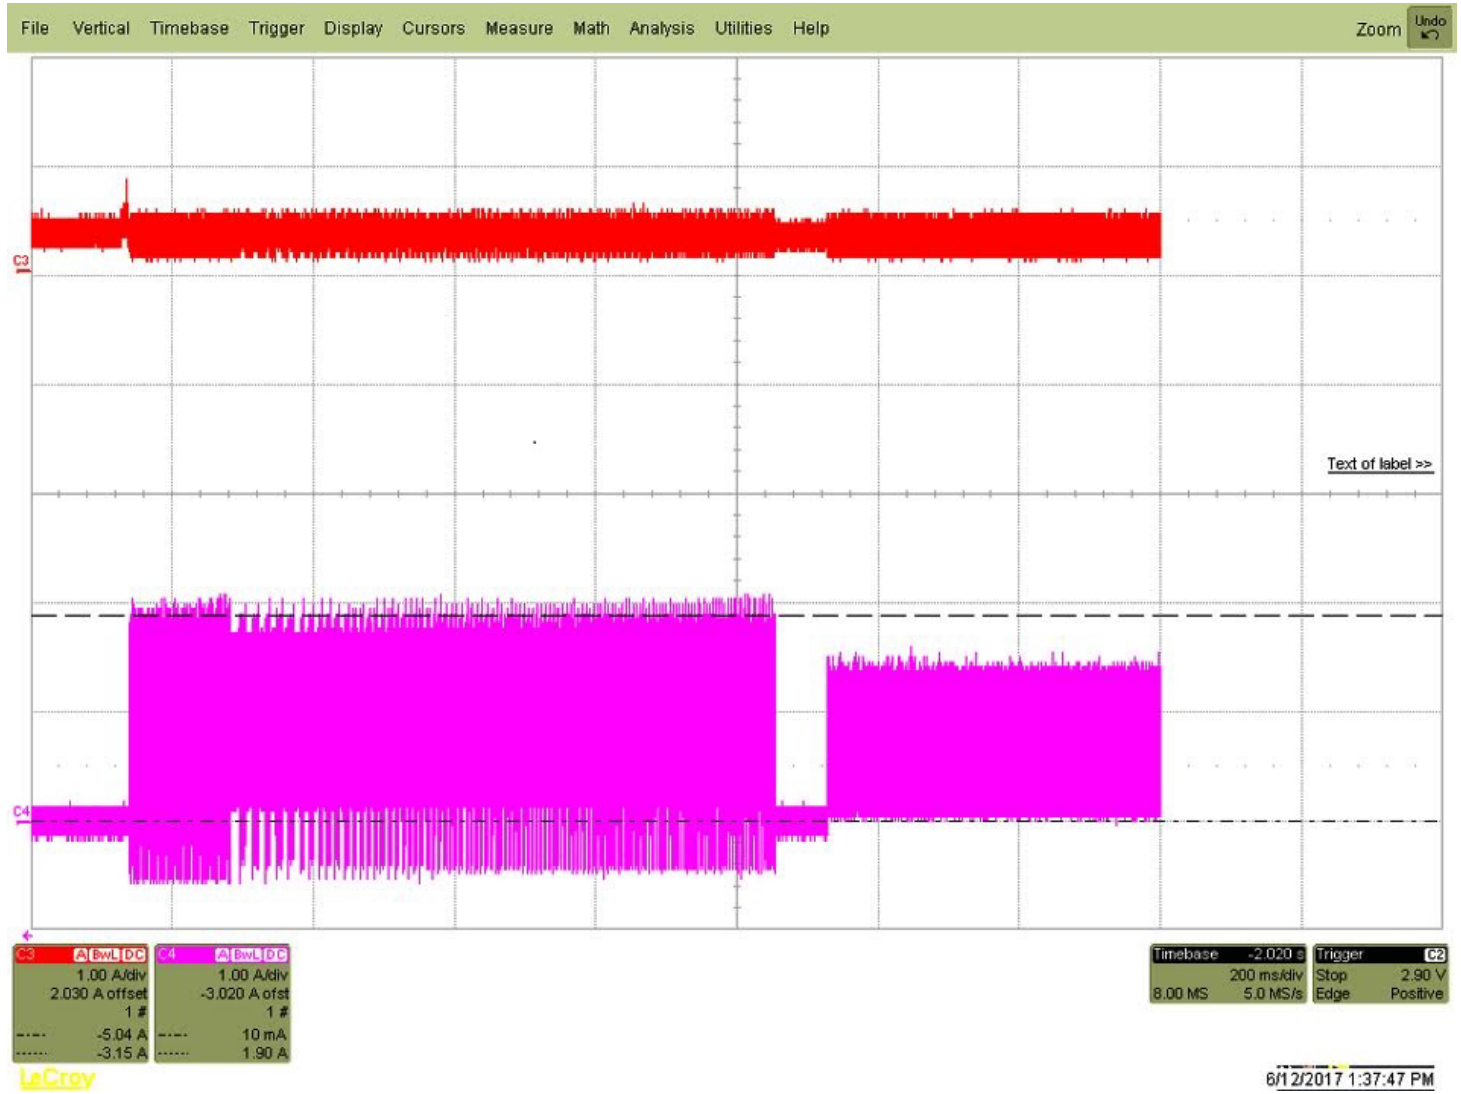 File Vertical Timebase Trigger Display Cursors Measure Math Analysis Utilities Help Zoom Undo
C3
Text of label >>
C4
C3 A BwL DC C4 A BwL DC Timebase -2.020 s Trigger C2
1.00 A/div 1.00 A/div 200 ms/div Stop 2.90 V
2.030 A offset -3.020 A ofst 8.00 MS 5.0 MS/s Edge Positive
1 # 1 #
-5.04 A 10 mA
-3.15 A 1.90 A
LeCroy
6/12/2017 1:37:47 PM